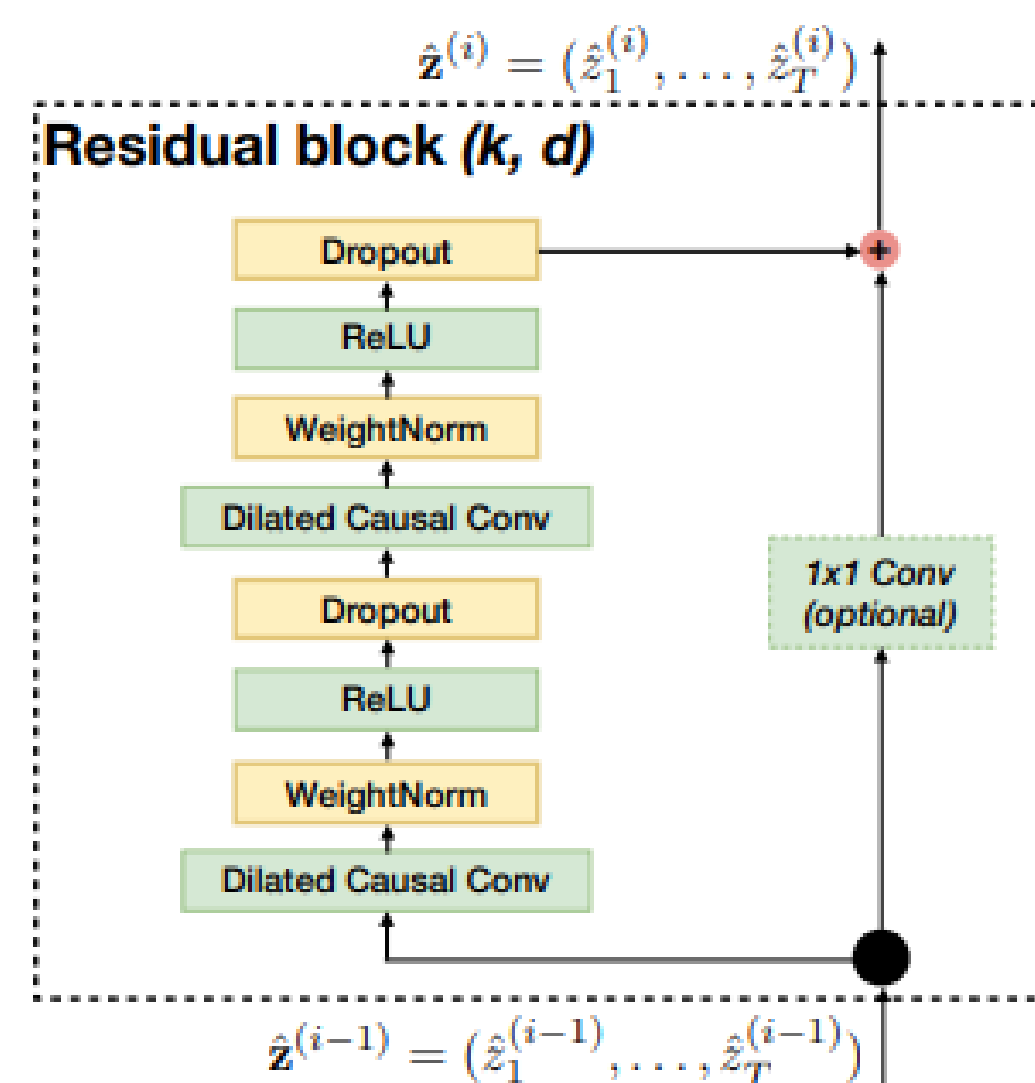 ẑ^(i) = (ẑ_1^(i), . . . , ẑ_T^(i))
Residual block (k, d)
Dropout
ReLU
WeightNorm
Dilated Causal Conv
Dropout
1x1 Conv
(optional)
ReLU
WeightNorm
Dilated Causal Conv
ẑ^(i−1) = (ẑ_1^(i−1), . . . , ẑ_T^(i−1))